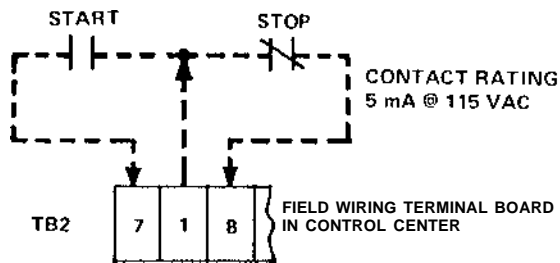 START
STOP
CONTACT RATING
5 mA @ 115 VAC
TB2
7
1
8
FIELD WIRING TERMINAL BOARD
IN CONTROL CENTER